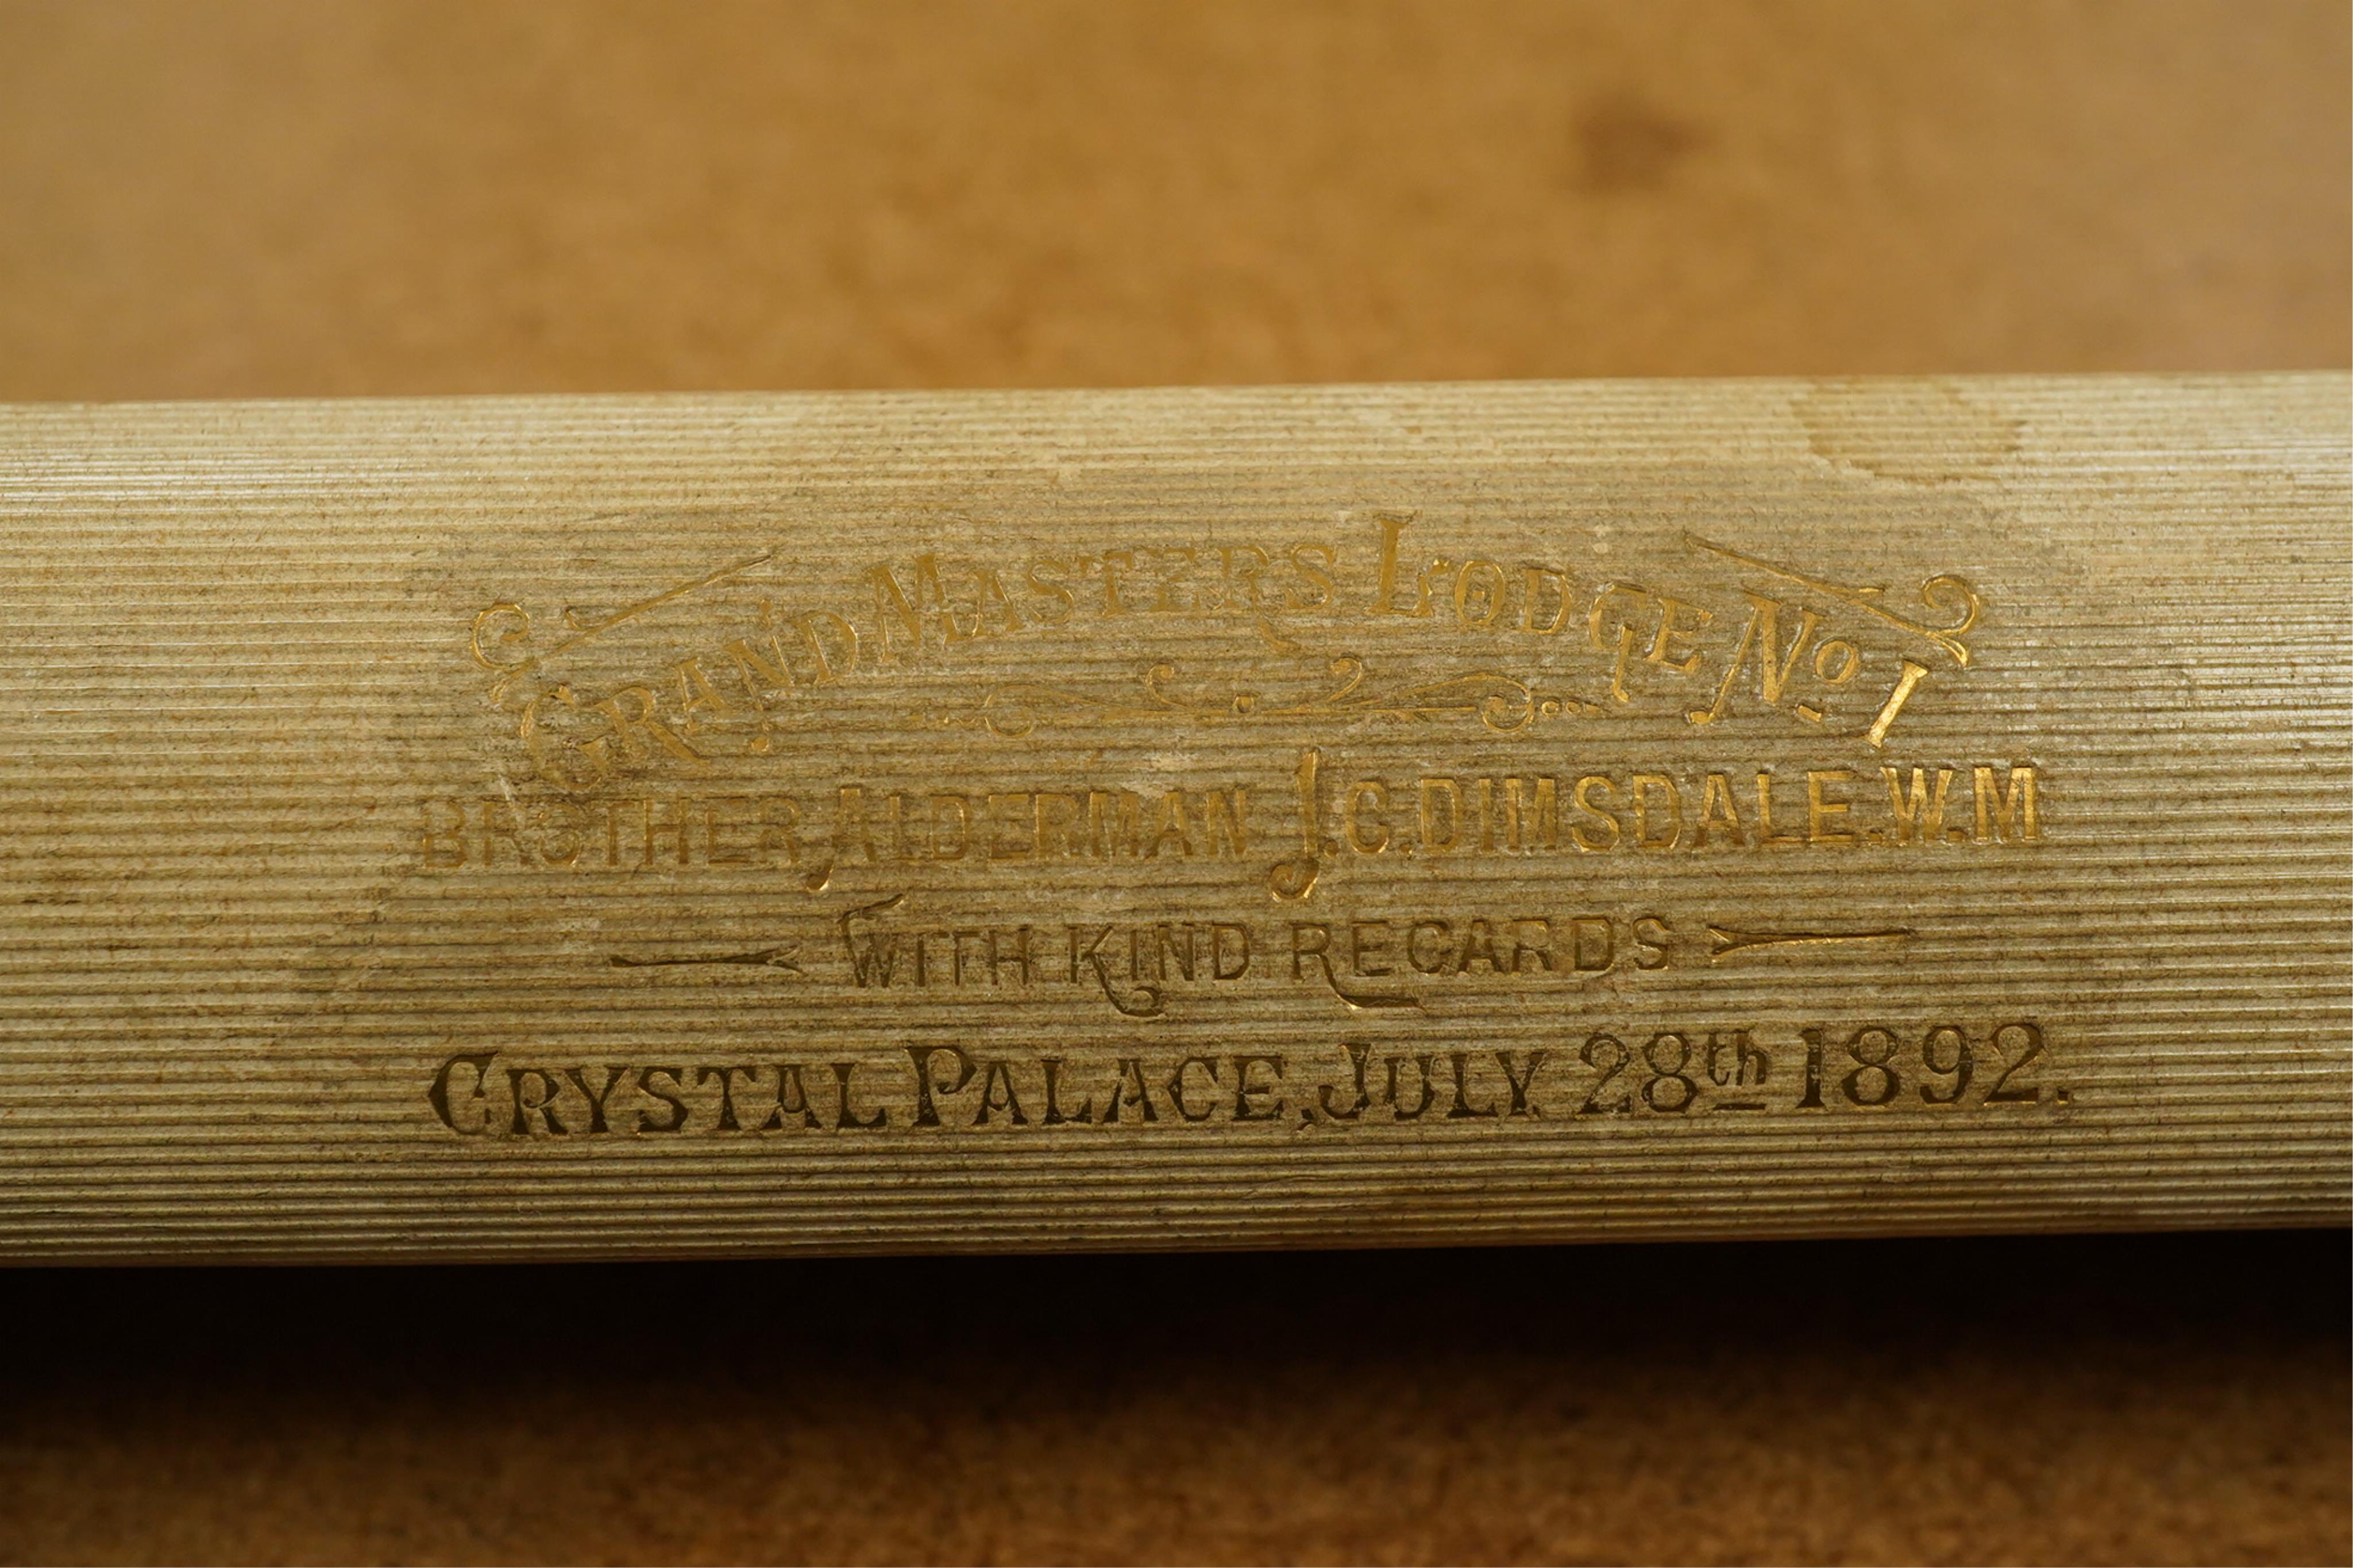 GRAND MASTERS LODGE No 1
BROTHER ALDERMAN J.C.DIMSDALE.W.M
WITH KIND REGARDS
CRYSTAL PALACE, JULY 28th 1892.